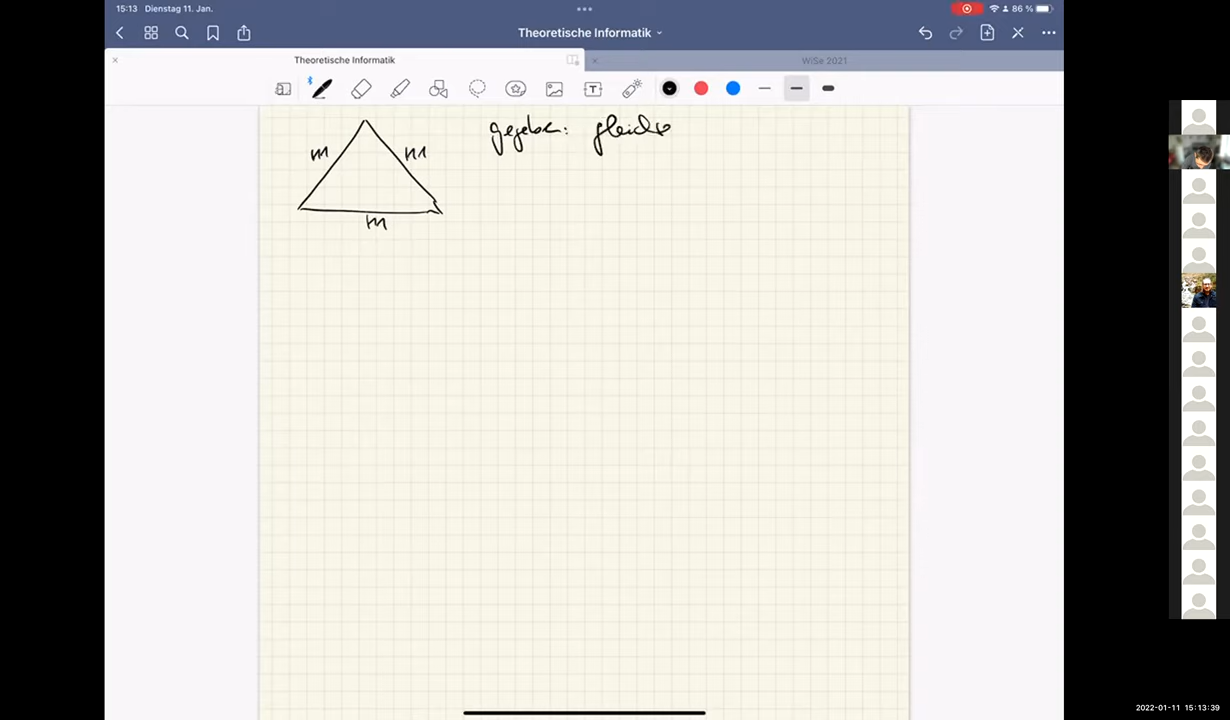 15:13 Dienstag 11. Jan.
86 %
Theoretische Informatik
Theoretische Informatik
WiSe 2021
T
gegeben: gleichs
m
m
m
2022-01-11 15:13:39